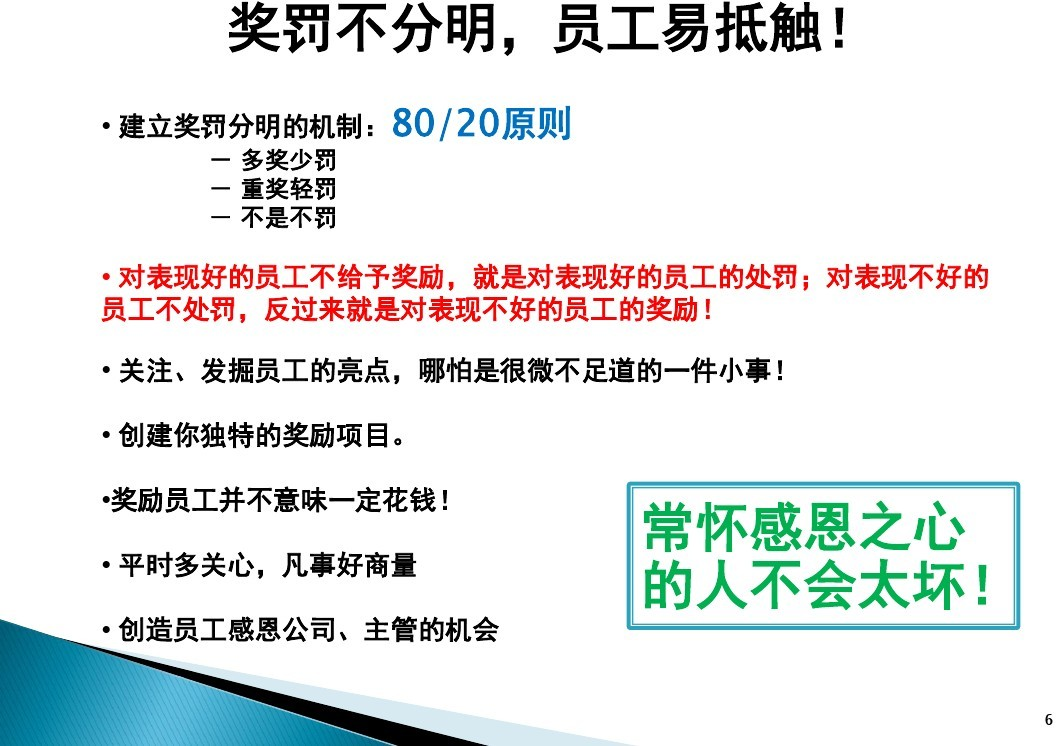 奖罚不分明，员工易抵触！
• 建立奖罚分明的机制：80/20原则
－ 多奖少罚
－ 重奖轻罚
－ 不是不罚
• 对表现好的员工不给予奖励，就是对表现好的员工的处罚；对表现不好的
员工不处罚，反过来就是对表现不好的员工的奖励！
• 关注、发掘员工的亮点，哪怕是很微不足道的一件小事！
• 创建你独特的奖励项目。
•奖励员工并不意味一定花钱！
• 平时多关心，凡事好商量
• 创造员工感恩公司、主管的机会
常怀感恩之心
的人不会太坏！
6